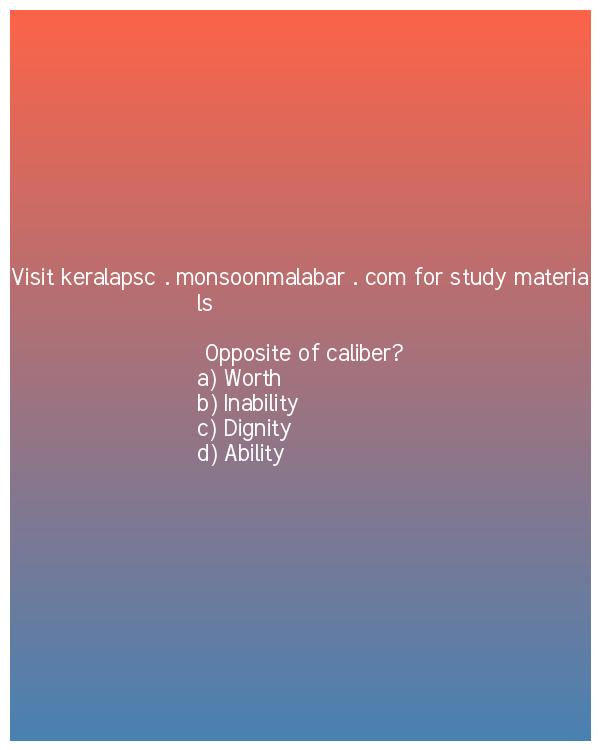 Visit keralapsc . monsoonmalabar . com for study materia
ls
Opposite of caliber?
a) Worth
b) Inability
c) Dignity
d) Ability